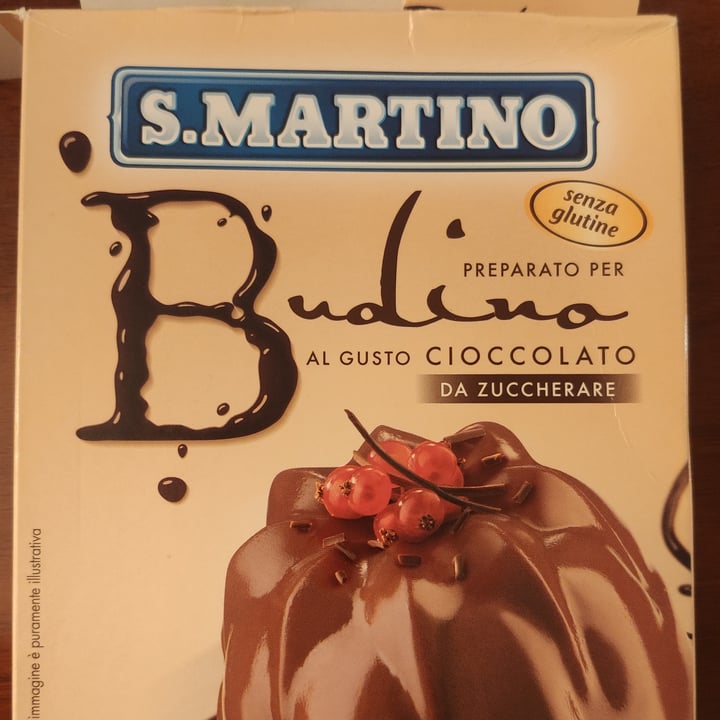 S.MARTINO
senza
glutine
PREPARATO PER
Budino
AL GUSTO CIOCCOLATO
DA ZUCCHERARE
immagine è puramente illustrativa